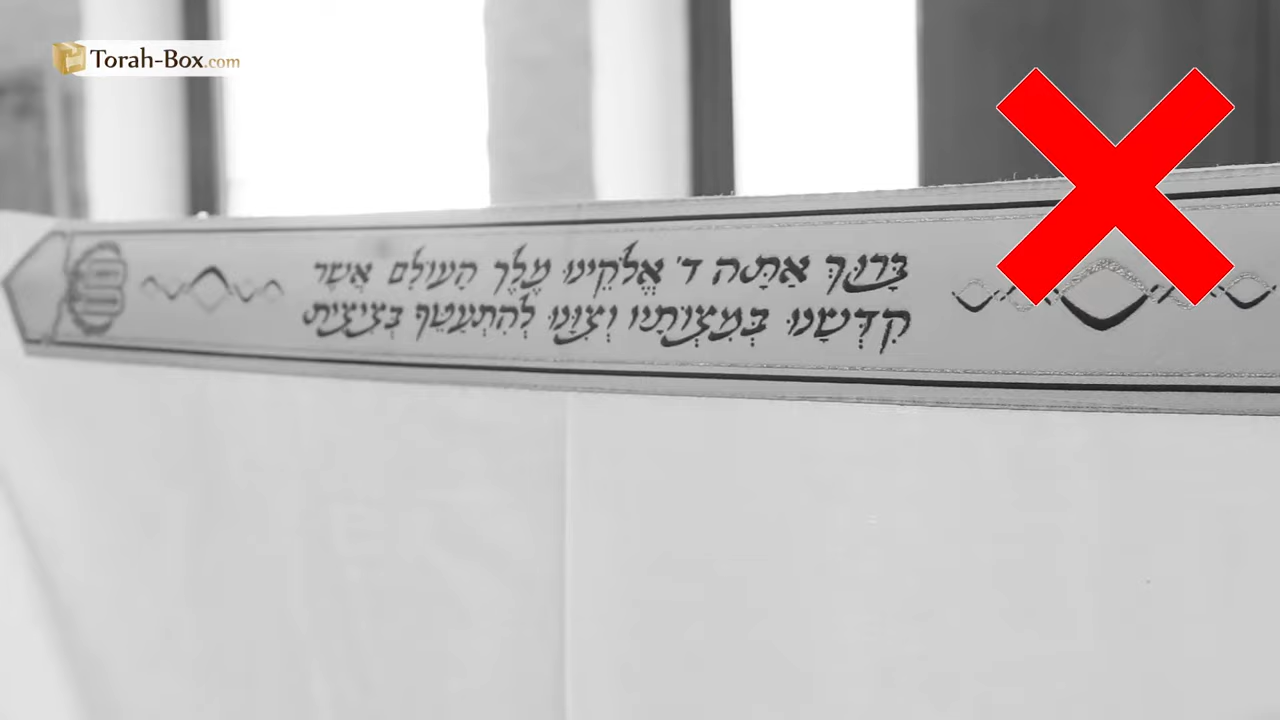 Torah-Box.com
בָּרוּךְ אַתָּה ד' אֱלֹקֵינוּ מֶלֶךְ הָעוֹלָם אֲשֶׁר
קִדְּשָׁנוּ בְּמִצְוֹתָיו וְצִוָּנוּ לְהִתְעַטֵּף בְּצִיצִית